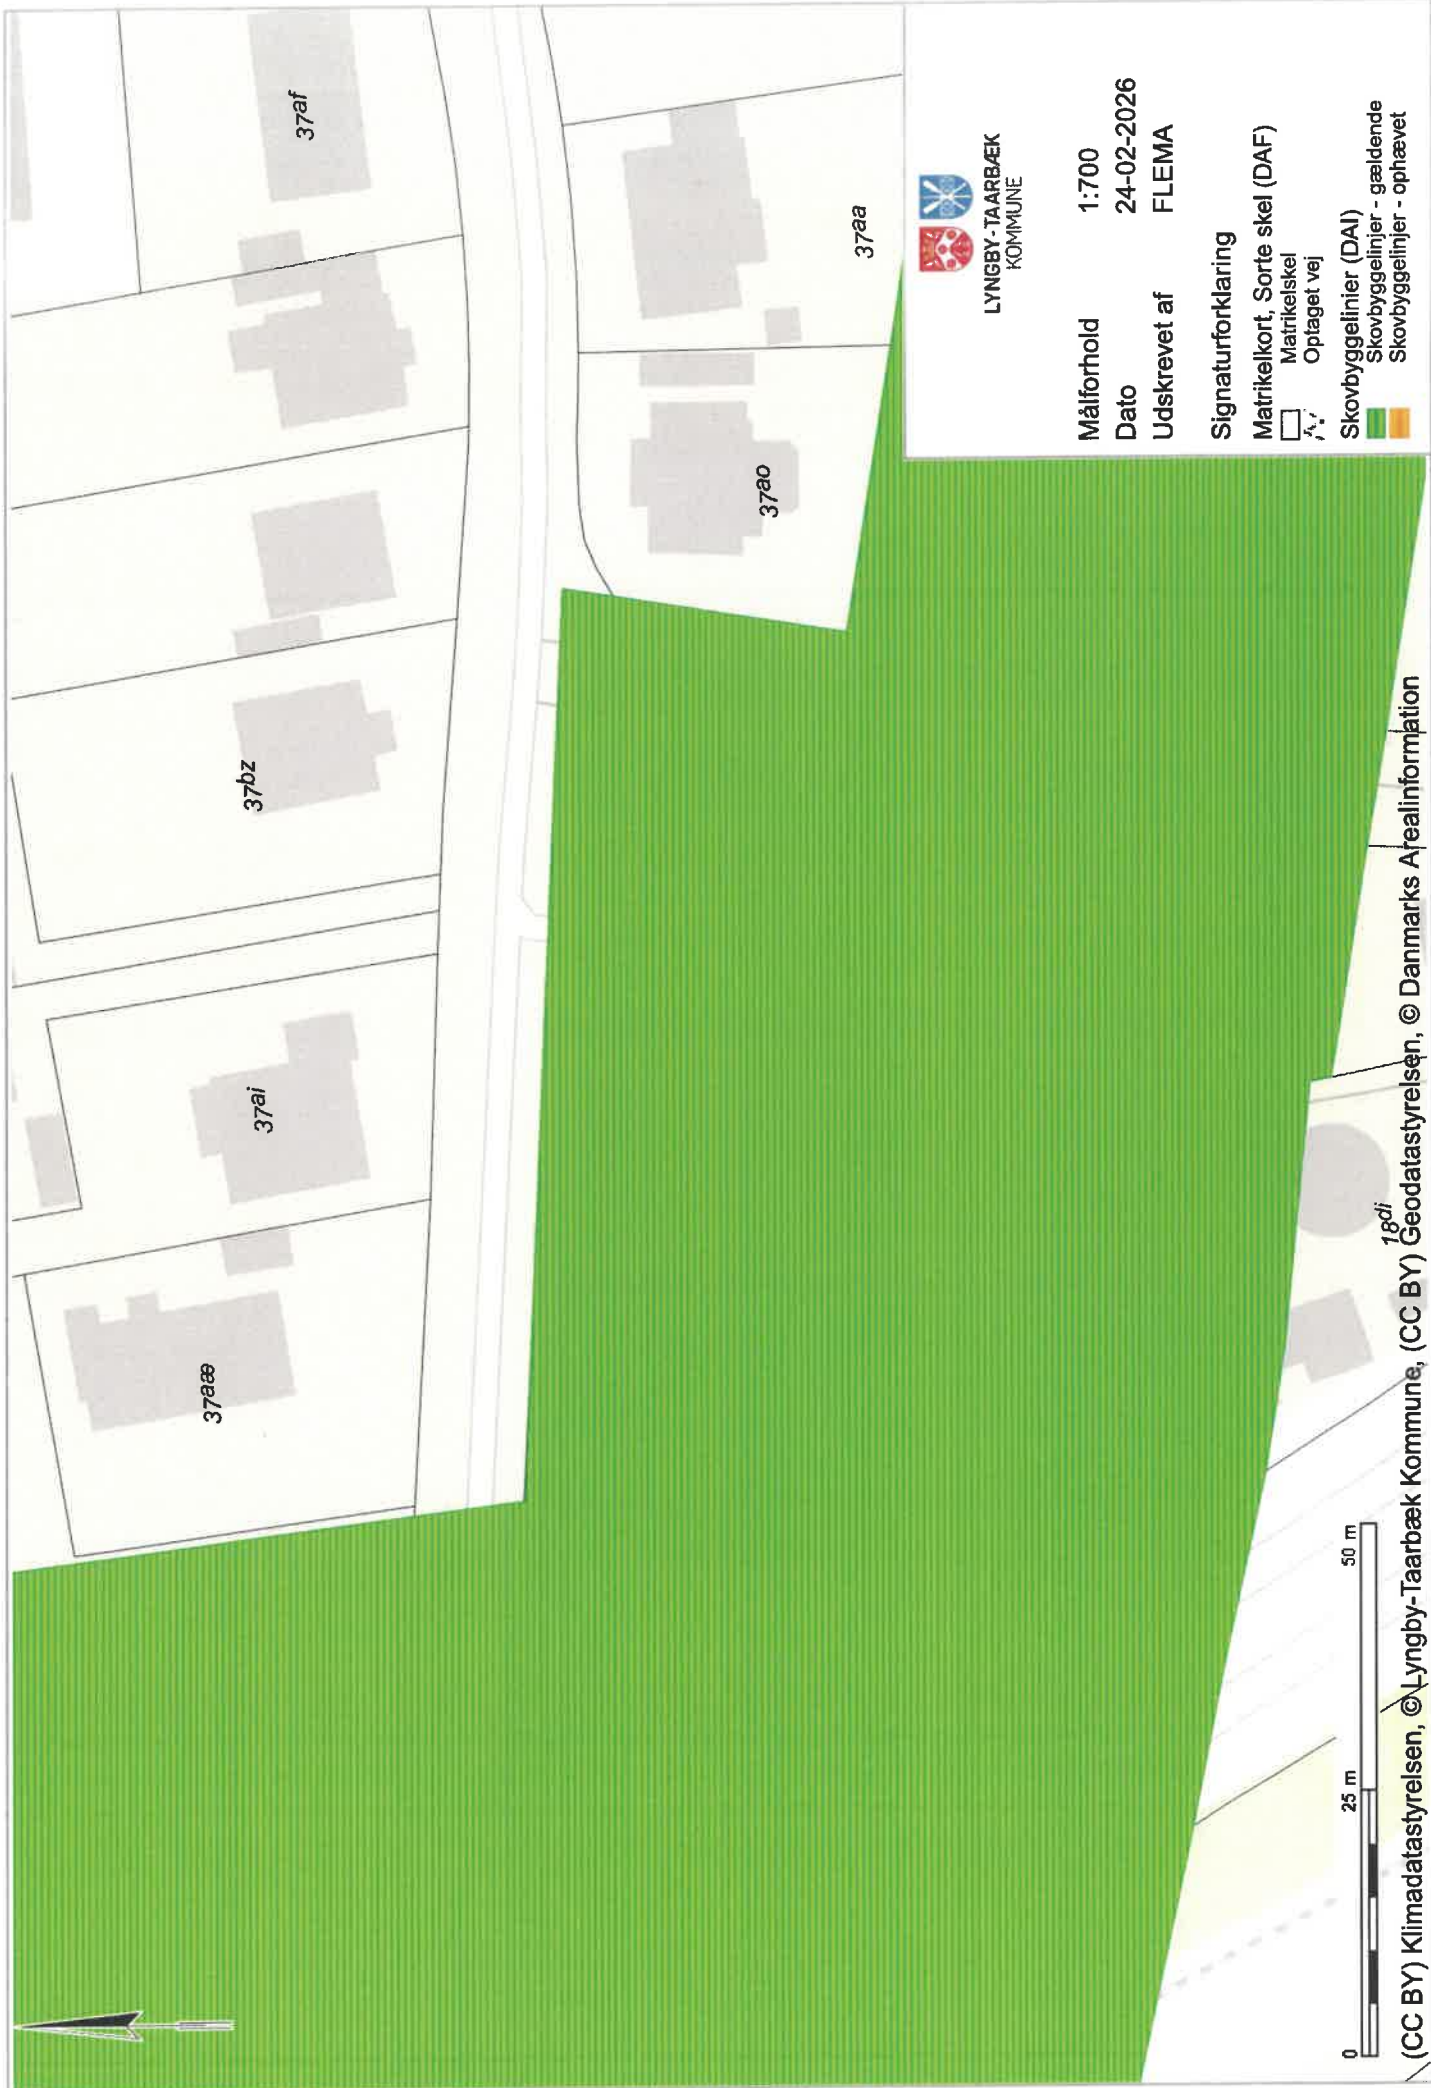 37af
37bz
37ai
37aæ
37aa
37ao
18di
LYNGBY-TAARBÆK
KOMMUNE
Målforhold 1:700
Dato 24-02-2026
Udskrevet af FLEMA
Signaturforklaring
Matrikelkort, Sorte skel (DAF)
Matrikelskel
Optaget vej
Skovbyggelinier (DAI)
Skovbyggelinjer - gældende
Skovbyggelinjer - ophævet
0 25 m 50 m
(CC BY) Klimadatastyrelsen, © Lyngby-Taarbæk Kommune, (CC BY) Geodatastyrelsen, © Danmarks Arealinformation